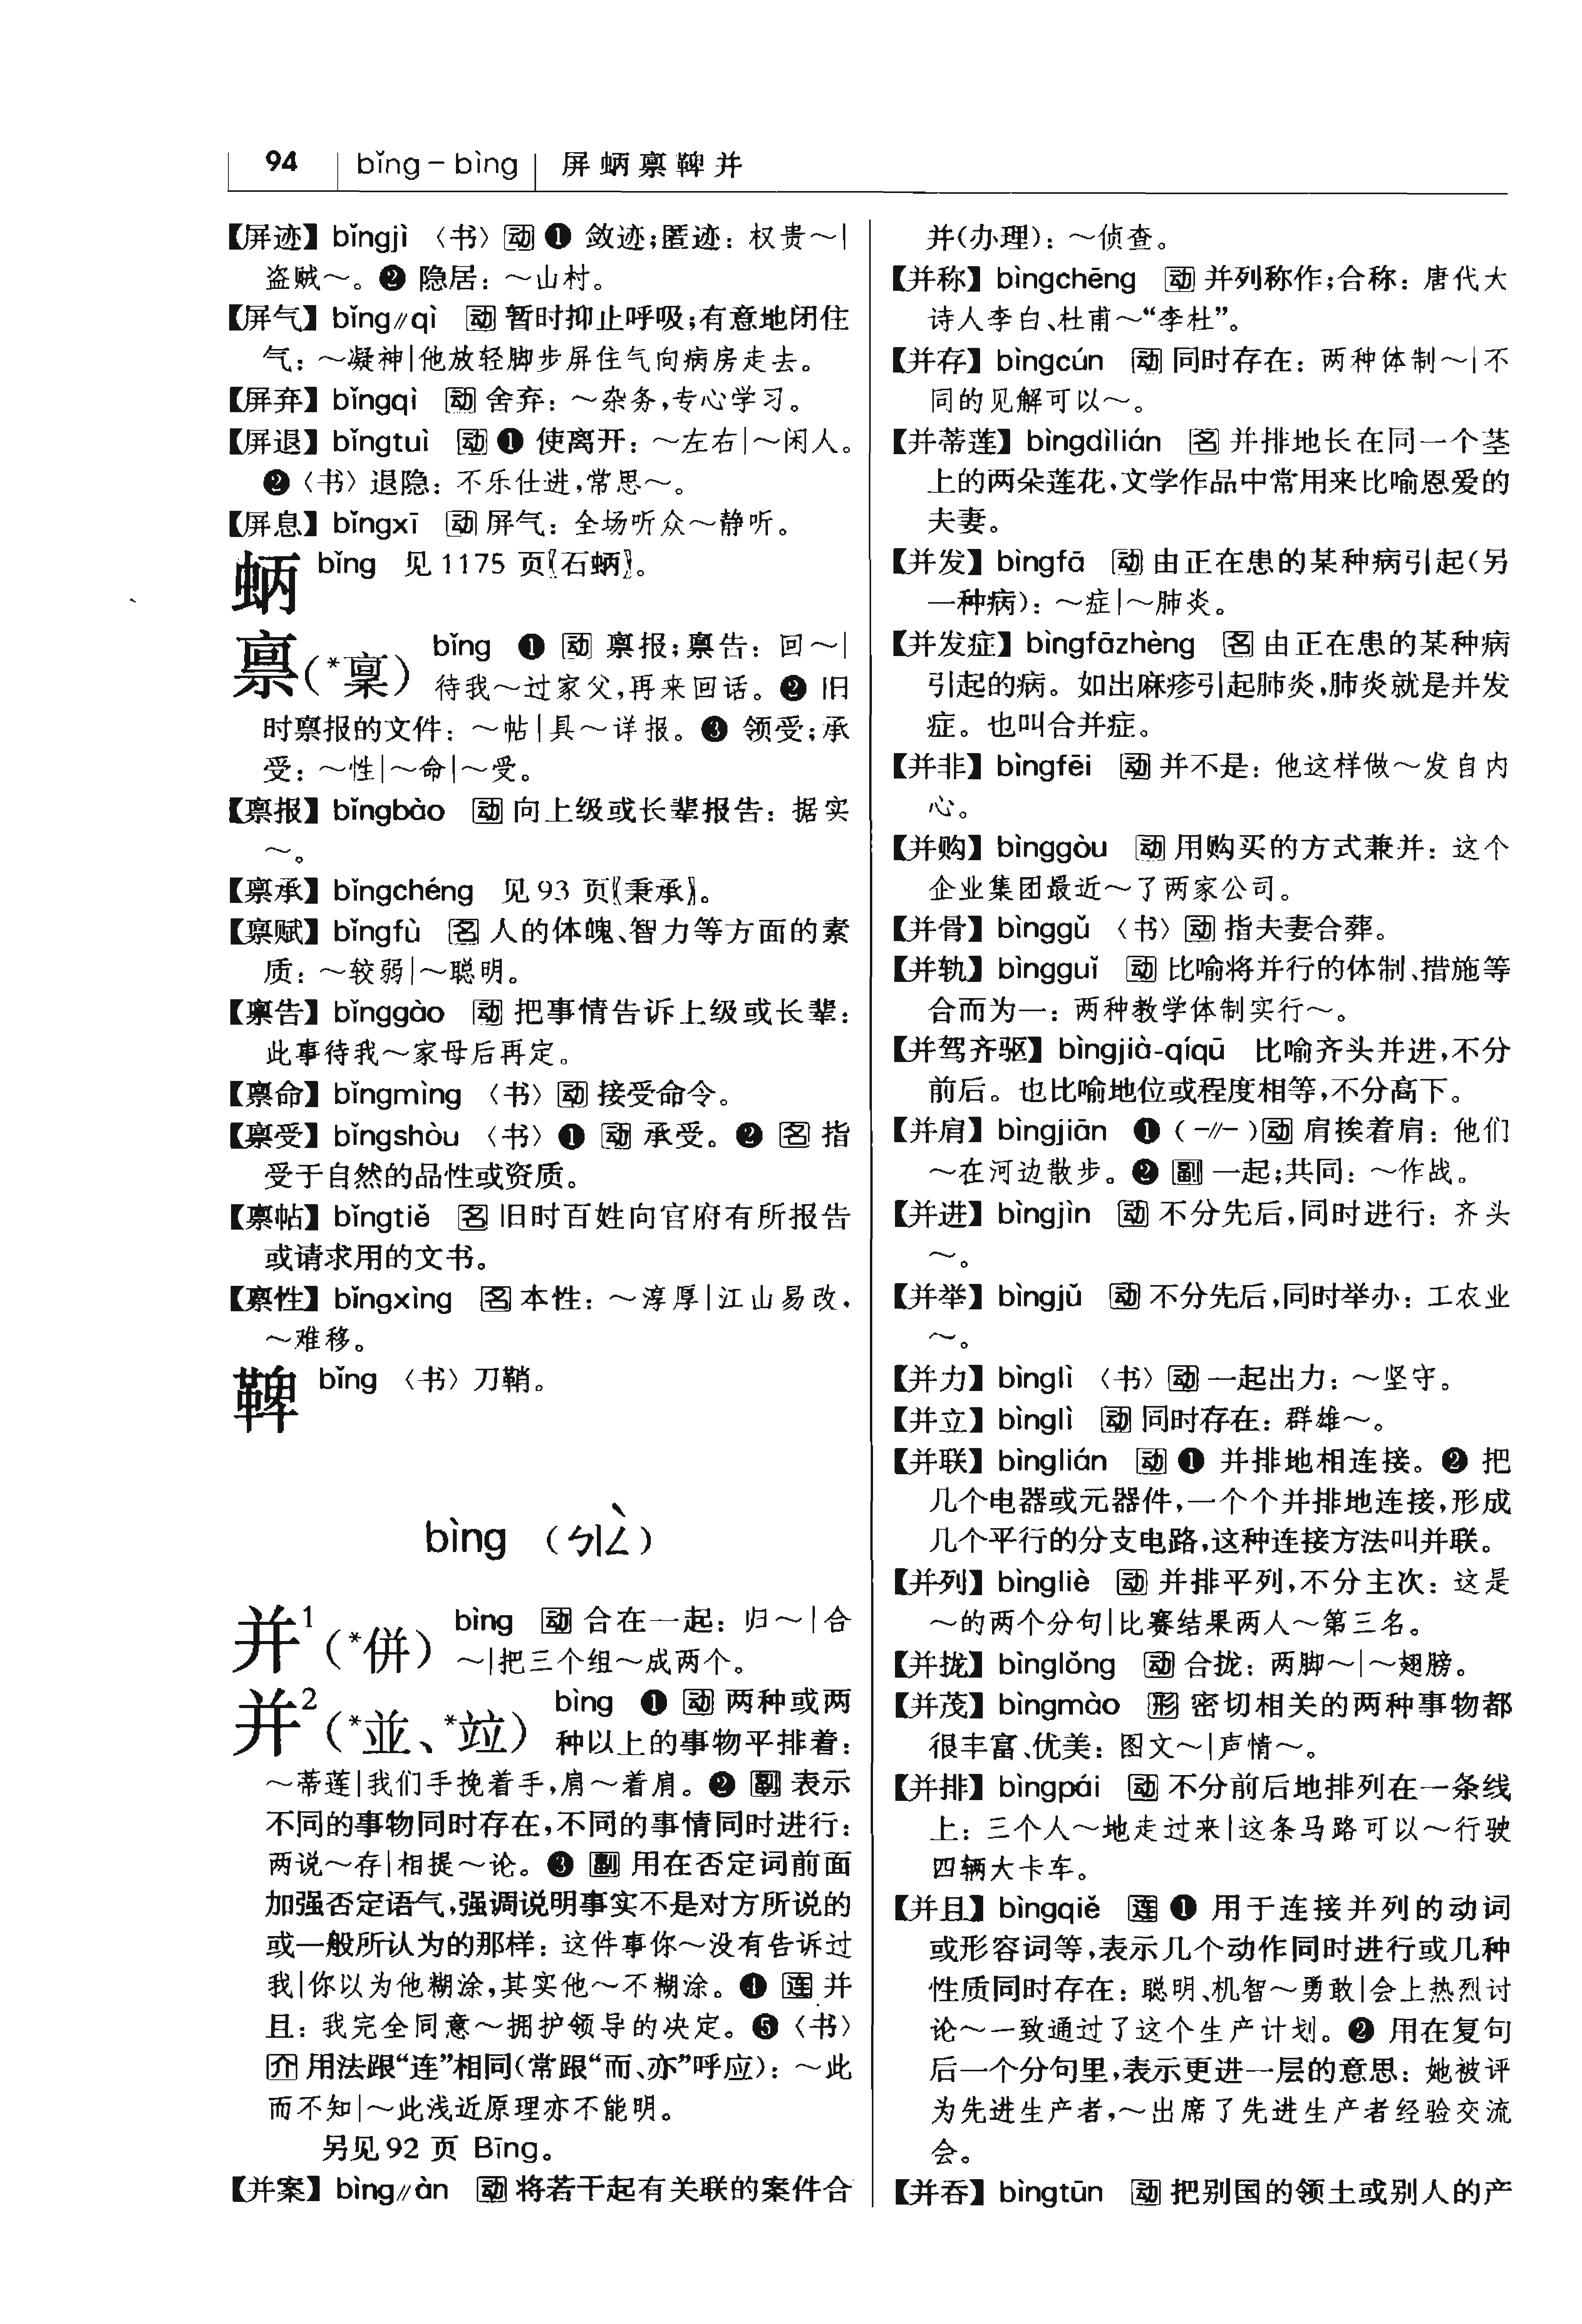 94 bǐng－bìng 屏蛃禀鞞并
【屏迹】bǐngjì 〈书〉动❶ 敛迹；匿迹：权贵～|
盗贼～。❷ 隐居：～山村。
【屏气】bǐng∥qì 动 暂时抑止呼吸；有意地闭住
气：～凝神|他放轻脚步屏住气向病房走去。
【屏弃】bǐngqì 动 舍弃：～杂务，专心学习。
【屏退】bǐngtuì 动❶ 使离开：～左右|～闲人。
❷〈书〉退隐：不乐仕进，常思～。
【屏息】bǐngxī 动 屏气：全场听众～静听。
蛃 bǐng 见 1175 页〖石蛃〗。
禀（*稟） bǐng ❶ 动 禀报；禀告：回～|
待我～过家父，再来回话。❷ 旧
时禀报的文件：～帖|具～详报。❸ 领受；承
受：～性|～命|～受。
【禀报】bǐngbào 动 向上级或长辈报告：据实
～。
【禀承】bǐngchéng 见 93 页〖秉承〗。
【禀赋】bǐngfù 名 人的体魄、智力等方面的素
质：～较弱|～聪明。
【禀告】bǐnggào 动 把事情告诉上级或长辈：
此事待我～家母后再定。
【禀命】bǐngmìng 〈书〉动 接受命令。
【禀受】bǐngshòu 〈书〉❶ 动 承受。❷ 名 指
受于自然的品性或资质。
【禀帖】bǐngtiě 名 旧时百姓向官府有所报告
或请求用的文书。
【禀性】bǐngxìng 名 本性：～淳厚|江山易改，
～难移。
鞞 bǐng 〈书〉刀鞘。
bìng （ㄅㄧㄥˋ）
并¹（*併） bìng 动 合在一起：归～|合
～|把三个组～成两个。
并²（*並、*竝） bìng ❶ 动 两种或两
种以上的事物平排着：
～蒂莲|我们手挽着手，肩～着肩。❷ 副 表示
不同的事物同时存在，不同的事情同时进行：
两说～存|相提～论。❸ 副 用在否定词前面
加强否定语气，强调说明事实不是对方所说的
或一般所认为的那样：这件事你～没有告诉过
我|你以为他糊涂，其实他～不糊涂。❹ 连 并
且：我完全同意～拥护领导的决定。❺〈书〉
介 用法跟“连”相同（常跟“而、亦”呼应）：～此
而不知|～此浅近原理亦不能明。
另见 92 页 Bīng。
【并案】bìng∥àn 动 将若干起有关联的案件合
并（办理）：～侦查。
【并称】bìngchēng 动 并列称作；合称：唐代大
诗人李白、杜甫～“李杜”。
【并存】bìngcún 动 同时存在：两种体制～|不
同的见解可以～。
【并蒂莲】bìngdìlián 名 并排地长在同一个茎
上的两朵莲花，文学作品中常用来比喻恩爱的
夫妻。
【并发】bìngfā 动 由正在患的某种病引起（另
一种病）：～症|～肺炎。
【并发症】bìngfāzhèng 名 由正在患的某种病
引起的病。如出麻疹引起肺炎，肺炎就是并发
症。也叫合并症。
【并非】bìngfēi 动 并不是：他这样做～发自内
心。
【并购】bìnggòu 动 用购买的方式兼并：这个
企业集团最近～了两家公司。
【并骨】bìnggǔ 〈书〉动 指夫妻合葬。
【并轨】bìngguǐ 动 比喻将并行的体制、措施等
合而为一：两种教学体制实行～。
【并驾齐驱】bìngjià-qíqū 比喻齐头并进，不分
前后。也比喻地位或程度相等，不分高下。
【并肩】bìngjiān ❶（－∥－）动 肩挨着肩：他们
～在河边散步。❷ 副 一起；共同：～作战。
【并进】bìngjìn 动 不分先后，同时进行：齐头
～。
【并举】bìngjǔ 动 不分先后，同时举办：工农业
～。
【并力】bìnglì 〈书〉动 一起出力：～坚守。
【并立】bìnglì 动 同时存在：群雄～。
【并联】bìnglián 动❶ 并排地相连接。❷ 把
几个电器或元器件，一个个并排地连接，形成
几个平行的分支电路，这种连接方法叫并联。
【并列】bìngliè 动 并排平列，不分主次：这是
～的两个分句|比赛结果两人～第三名。
【并拢】bìnglǒng 动 合拢：两脚～|～翅膀。
【并茂】bìngmào 形 密切相关的两种事物都
很丰富、优美：图文～|声情～。
【并排】bìngpái 动 不分前后地排列在一条线
上：三个人～地走过来|这条马路可以～行驶
四辆大卡车。
【并且】bìngqiě 连❶ 用于连接并列的动词
或形容词等，表示几个动作同时进行或几种
性质同时存在：聪明、机智～勇敢|会上热烈讨
论～一致通过了这个生产计划。❷ 用在复句
后一个分句里，表示更进一层的意思：她被评
为先进生产者，～出席了先进生产者经验交流
会。
【并吞】bìngtūn 动 把别国的领土或别人的产